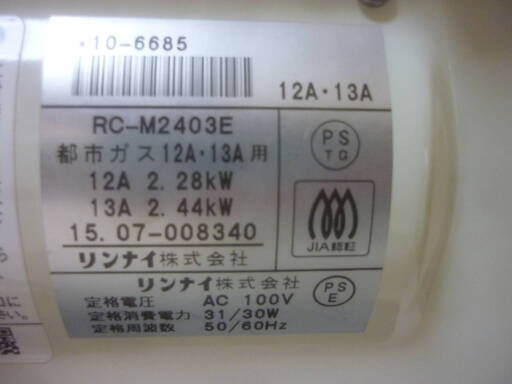 ·10-6685
12A·13A
RC-M2403E
都市ガス12A·13A用
12A 2.28kW
13A 2.44kW
15.07-008340
リンナイ株式会社
PS
TG
JIA認証
リンナイ株式会社
定格電圧 AC 100V
定格消費電力 31/30W
定格周波数 50/60Hz
PS
E